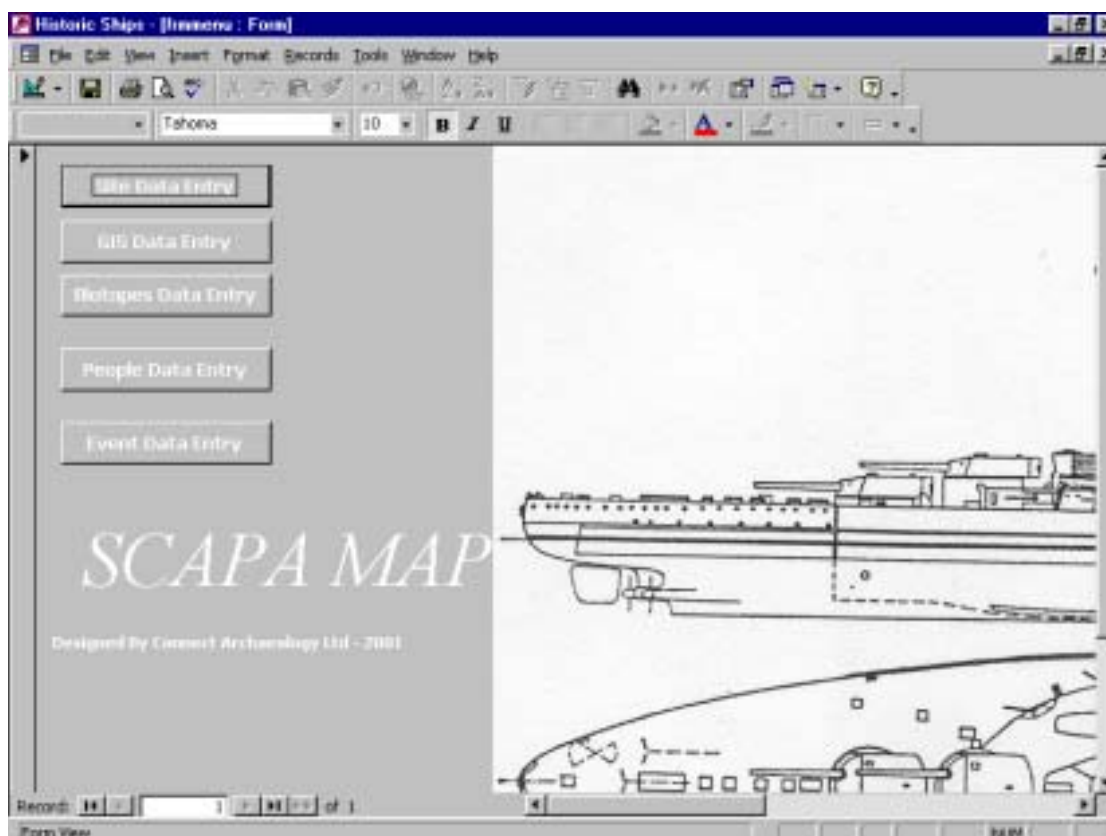 Historic Ships - [frmmenu : Form]
File Edit View Insert Format Records Tools Window Help
Tahoma 10 B I U A
Site Data Entry
GIS Data Entry
Biotopes Data Entry
People Data Entry
Event Data Entry
SCAPA MAP
Designed By Connect Archaeology Ltd - 2001
Record: 1 of 1
Form View NUM